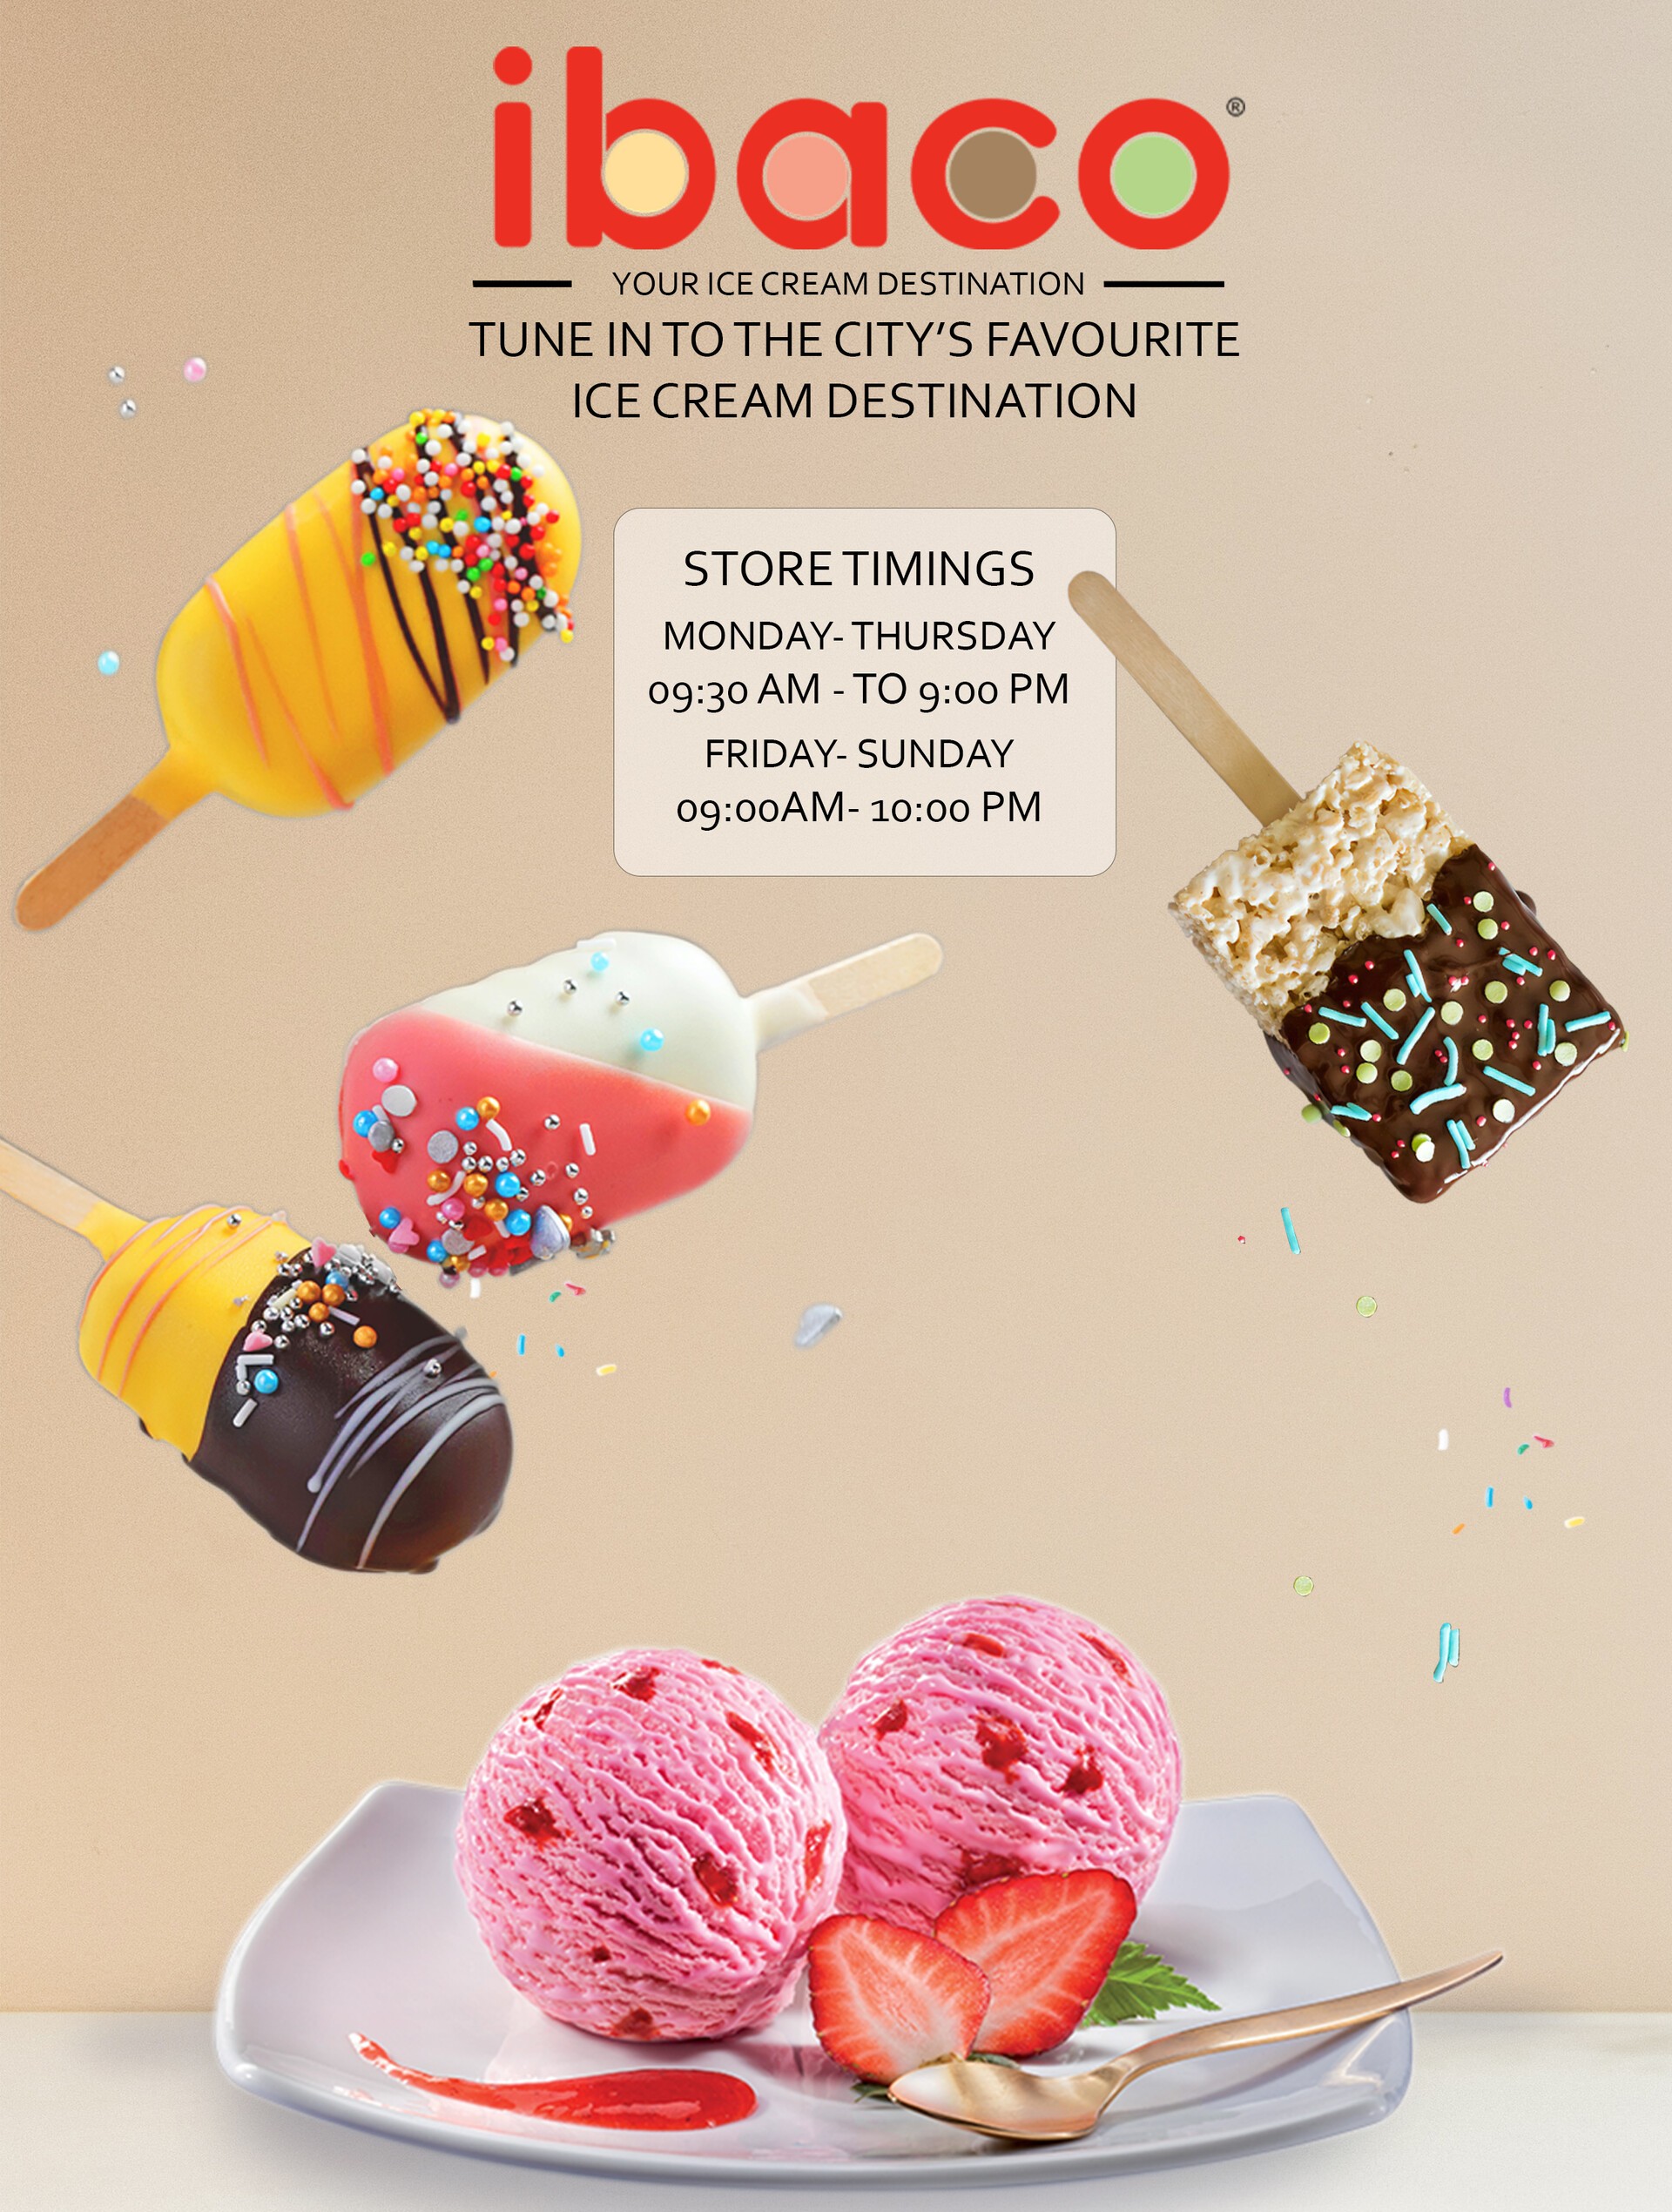 ibaco®
YOUR ICE CREAM DESTINATION
TUNE IN TO THE CITY’S FAVOURITE
ICE CREAM DESTINATION
STORE TIMINGS
MONDAY- THURSDAY
09:30 AM - TO 9:00 PM
FRIDAY- SUNDAY
09:00AM- 10:00 PM